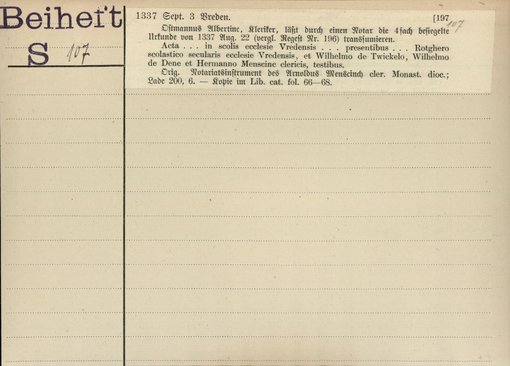 Beiheft
S 107
1337 Sept. 3 Vreden. [197
107
Oſtmannus Albertinc, Kleriker, läſt durch einen Notar die 4fach beſiegelte
Urkunde von 1337 Aug. 22 (vergl. Regeſt Nr. 196) tranſſumieren.
Acta . . . in scolis ecclesie Vredensis . . . presentibus . . . Rotghero
scolastico secularis ecclesie Vredensis, et Wilhelmo de Twickelo, Wilhelmo
de Dene et Hermanno Menscinc clericis, testibus.
Orig. Notariatsinſtrument des Arnoldus Menſcinch cler. Monast. dioc.;
Lade 200, 6. — Kopie im Lib. cat. fol. 66—68.